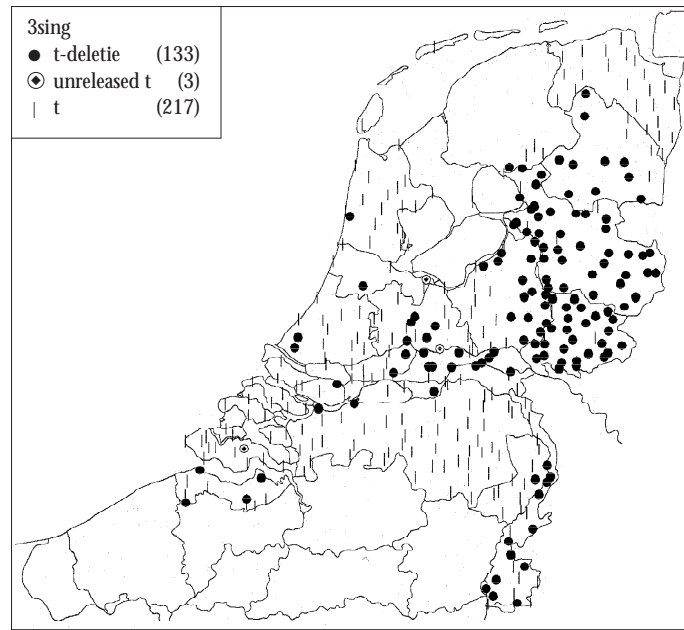 3sing
t-deletie (133)
unreleased t (3)
t (217)